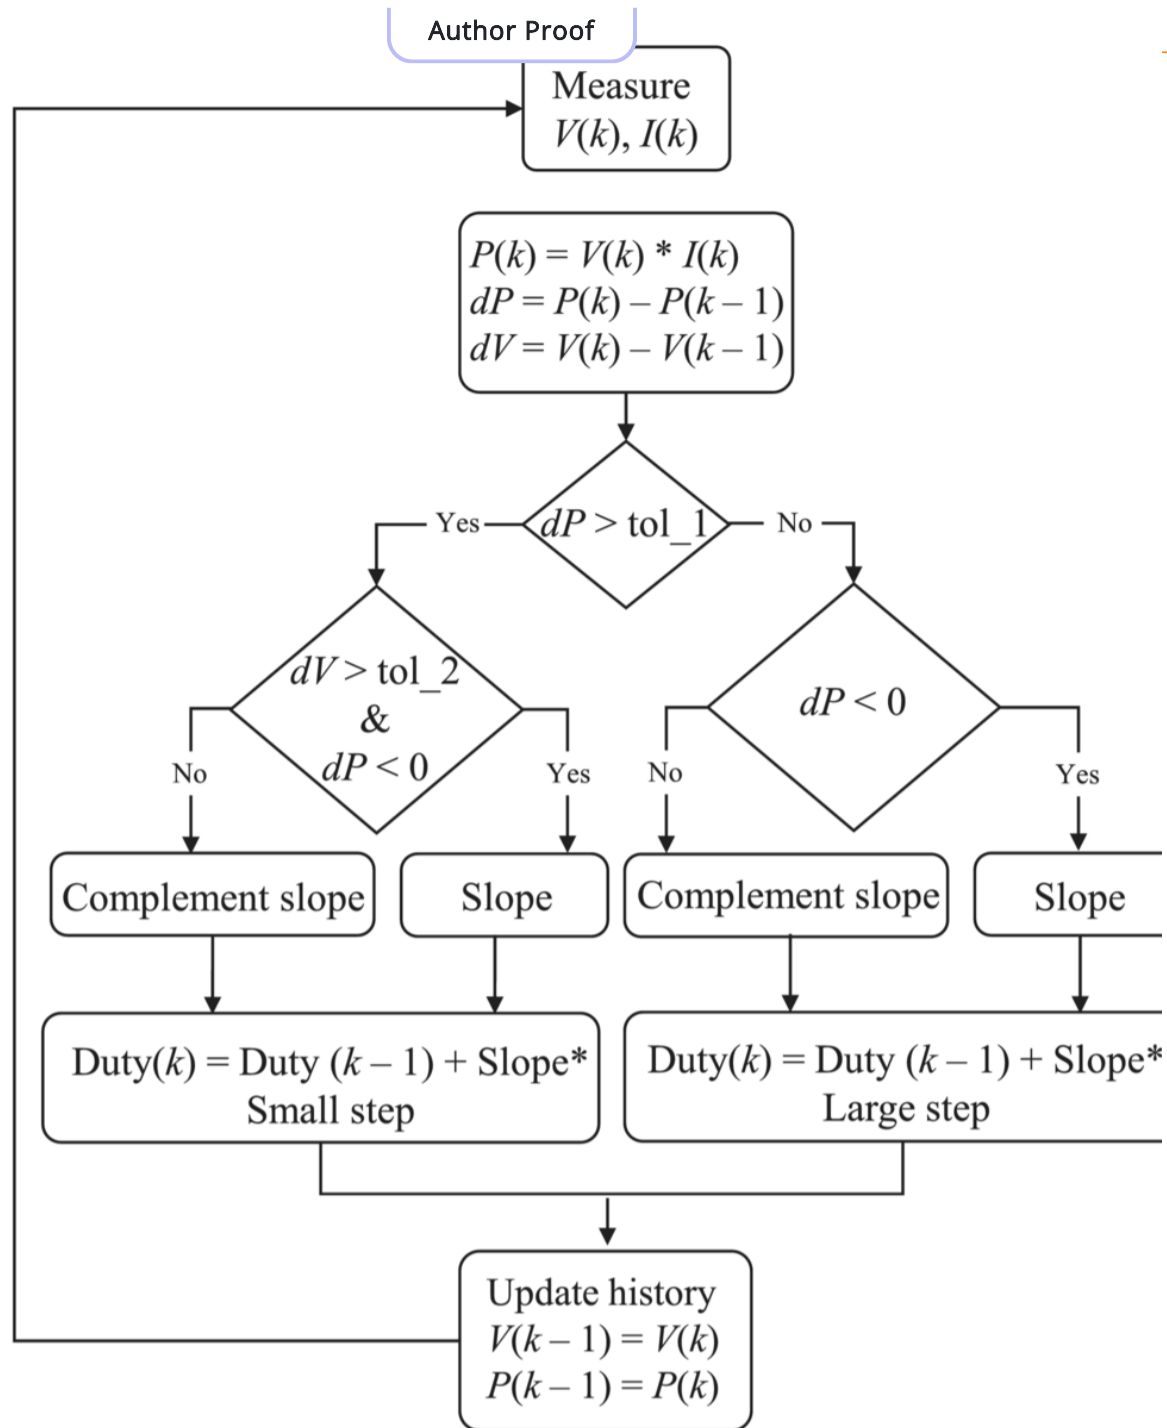 Author Proof
Measure
V(k), I(k)
P(k) = V(k) * I(k)
dP = P(k) – P(k – 1)
dV = V(k) – V(k – 1)
Yes
dP > tol_1
No
dV > tol_2
&
dP < 0
dP < 0
No
Yes
No
Yes
Complement slope
Slope
Complement slope
Slope
Duty(k) = Duty (k – 1) + Slope*
Small step
Duty(k) = Duty (k – 1) + Slope*
Large step
Update history
V(k – 1) = V(k)
P(k – 1) = P(k)